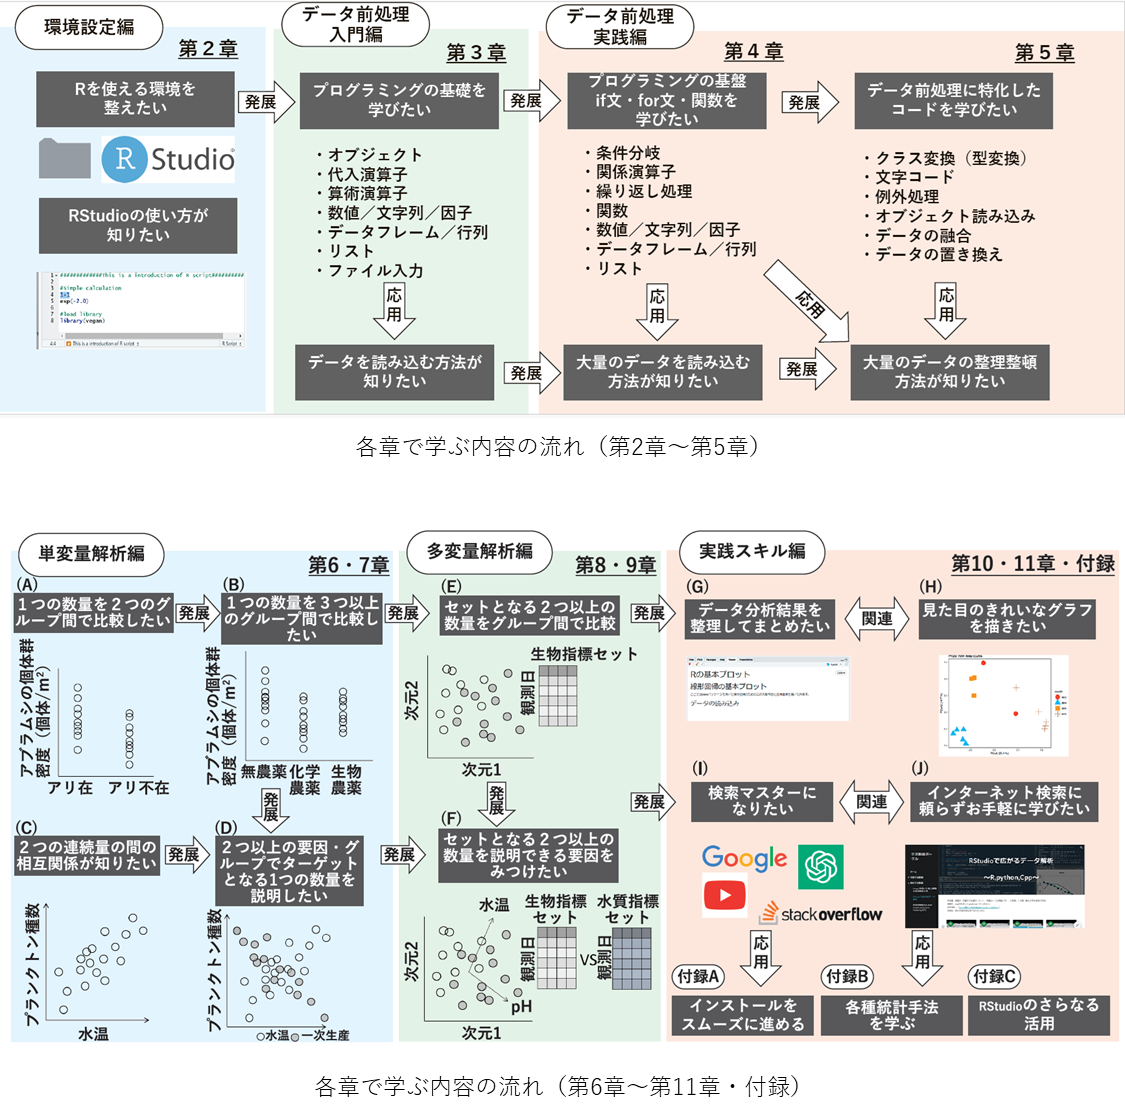 環境設定編
第２章
Rを使える環境を
整えたい
R Studio
RStudioの使い方が
知りたい
#simple calculation
1+1
exp(-2.0)
#load library
library(vegan)
発展
データ前処理
入門編
第３章
プログラミングの基礎を
学びたい
・オブジェクト
・代入演算子
・算術演算子
・数値／文字列／因子
・データフレーム／行列
・リスト
・ファイル入力
応用
データを読み込む方法が
知りたい
発展
発展
データ前処理
実践編
第４章
プログラミングの基盤
if文・for文・関数を
学びたい
・条件分岐
・関係演算子
・繰り返し処理
・関数
・数値／文字列／因子
・データフレーム／行列
・リスト
応用
応用
大量のデータを読み込む
方法が知りたい
発展
発展
第５章
データ前処理に特化した
コードを学びたい
・クラス変換（型変換）
・文字コード
・例外処理
・オブジェクト読み込み
・データの融合
・データの置き換え
応用
大量のデータの整理整頓
方法が知りたい
各章で学ぶ内容の流れ（第2章～第5章）
単変量解析編
第６・７章
(A)
１つの数量を２つのグ
ループ間で比較したい
アブラムシの個体群
密度（個体/m²）
アリ在
アリ不在
発展
(B)
１つの数量を３つ以上
のグループ間で比較し
たい
アブラムシの個体群
密度（個体/m²）
無農薬
化学
農薬
生物
農薬
発展
発展
(C)
２つの連続量の間の
相互関係が知りたい
プランクトン種数
水温
発展
(D)
２つ以上の要因・グ
ループでターゲット
となる1つの数量を
説明したい
プランクトン種数
○水温 一次生産
発展
多変量解析編
第８・９章
(E)
セットとなる２つ以上の
数量をグループ間で比較
次元2
次元1
生物指標セット
観測日
発展
発展
(F)
セットとなる２つ以上の
数量を説明できる要因を
みつけたい
次元2
次元1
水温
pH
生物指標
セット
観測日
VS
水質指標
セット
観測日
発展
実践スキル編
第10・11章・付録
(G)
データ分析結果を
整理してまとめたい
Rの基本プロット
線形回帰の基本プロット
データの読み込み
関連
(H)
見た目のきれいなグラフ
を描きたい
(I)
検索マスターに
なりたい
Google
stackoverflow
関連
(J)
インターネット検索に
頼らずお手軽に学びたい
RStudioで広がるデータ解析
～R,python,Cpp～
応用
応用
付録A
インストールを
スムーズに進める
付録B
各種統計手法
を学ぶ
付録C
RStudioのさらなる
活用
各章で学ぶ内容の流れ（第6章～第11章・付録）